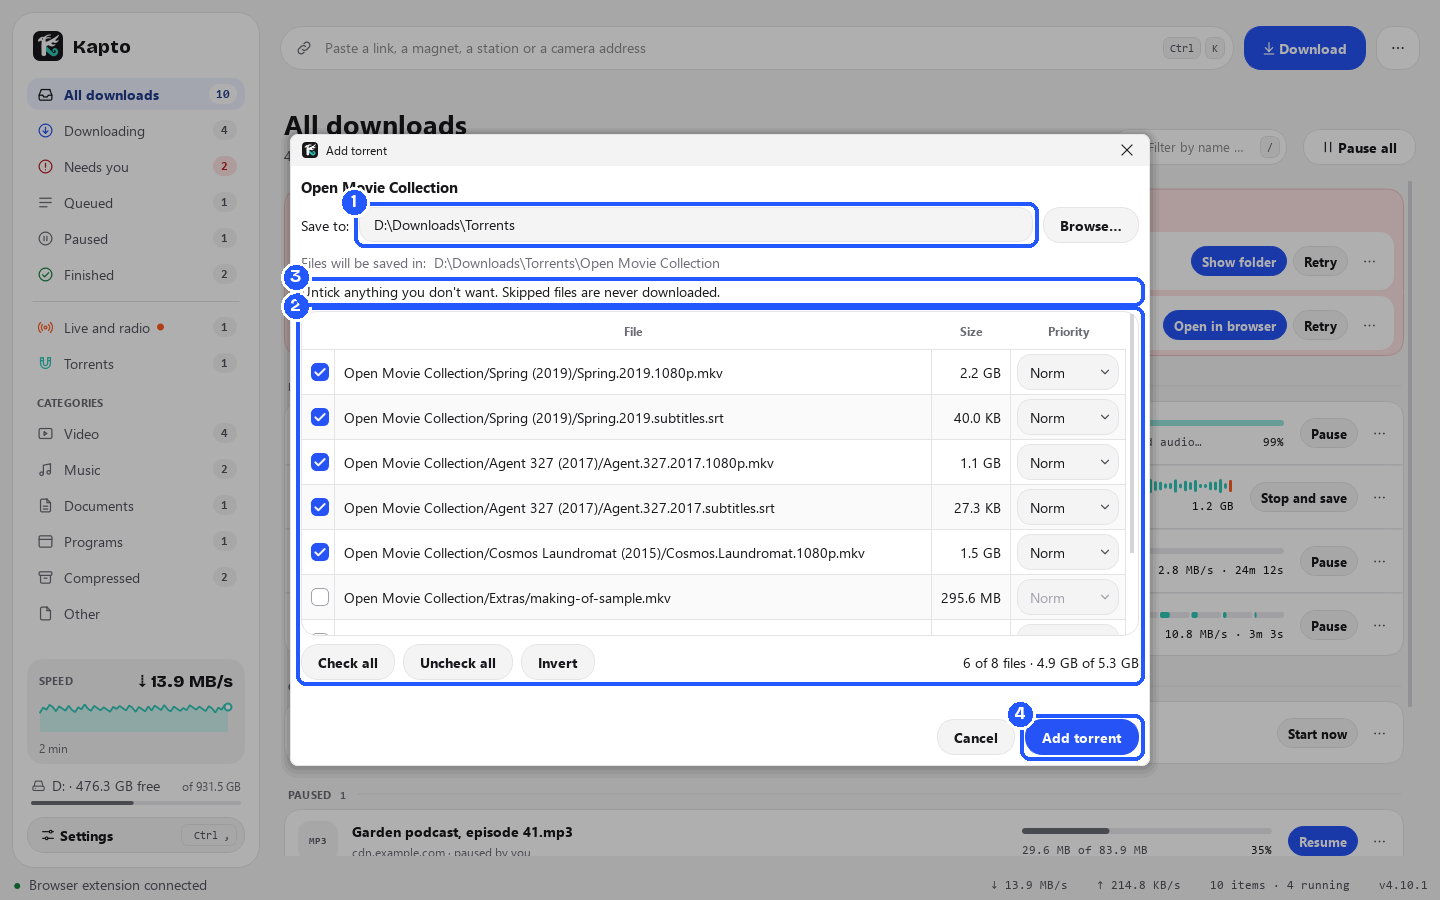 Kapto
Paste a link, a magnet, a station or a camera address
Ctrl K
Download
All downloads 10
Downloading 4
Needs you 2
Queued 1
Paused 1
Finished 2
Live and radio 1
Torrents 1
CATEGORIES
Video 4
Music 2
Documents 1
Programs 1
Compressed 2
Other
SPEED 13.9 MB/s
2 min
D: · 476.3 GB free of 931.5 GB
Settings Ctrl ,
All downloads
Filter by name ... /
Pause all
Add torrent
Open Movie Collection
1
Save to: D:\Downloads\Torrents Browse...
Files will be saved in: D:\Downloads\Torrents\Open Movie Collection
3
Untick anything you don't want. Skipped files are never downloaded.
2
File Size Priority
Open Movie Collection/Spring (2019)/Spring.2019.1080p.mkv 2.2 GB Norm
Open Movie Collection/Spring (2019)/Spring.2019.subtitles.srt 40.0 KB Norm
Open Movie Collection/Agent 327 (2017)/Agent.327.2017.1080p.mkv 1.1 GB Norm
Open Movie Collection/Agent 327 (2017)/Agent.327.2017.subtitles.srt 27.3 KB Norm
Open Movie Collection/Cosmos Laundromat (2015)/Cosmos.Laundromat.1080p.mkv 1.5 GB Norm
Open Movie Collection/Extras/making-of-sample.mkv 295.6 MB Norm
Check all Uncheck all Invert 6 of 8 files · 4.9 GB of 5.3 GB
4
Cancel Add torrent
Show folder Retry
Open in browser Retry
audio… 99% Pause
1.2 GB Stop and save
2.8 MB/s · 24m 12s Pause
10.8 MB/s · 3m 3s Pause
Start now
PAUSED 1
MP3 Garden podcast, episode 41.mp3
cdn.example.com · paused by you
29.6 MB of 83.9 MB 35% Resume
Browser extension connected
↓ 13.9 MB/s ↑ 214.8 KB/s 10 items · 4 running v4.10.1